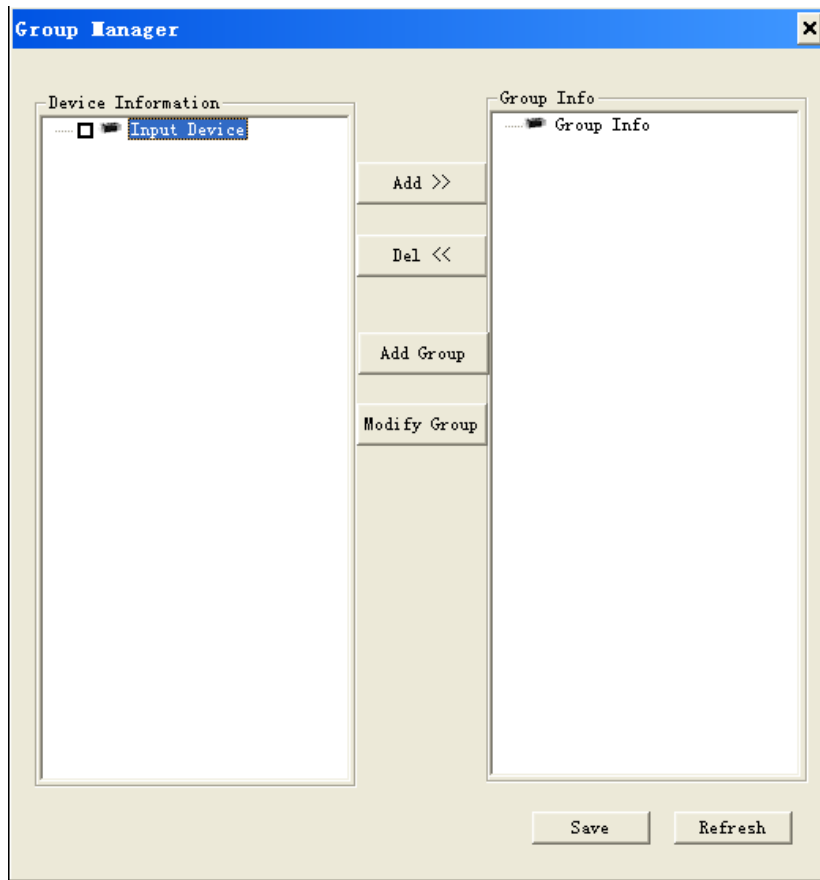 Group Manager
Device Information
Input Device
Add >>
Del <<
Add Group
Modify Group
Group Info
Group Info
Save
Refresh